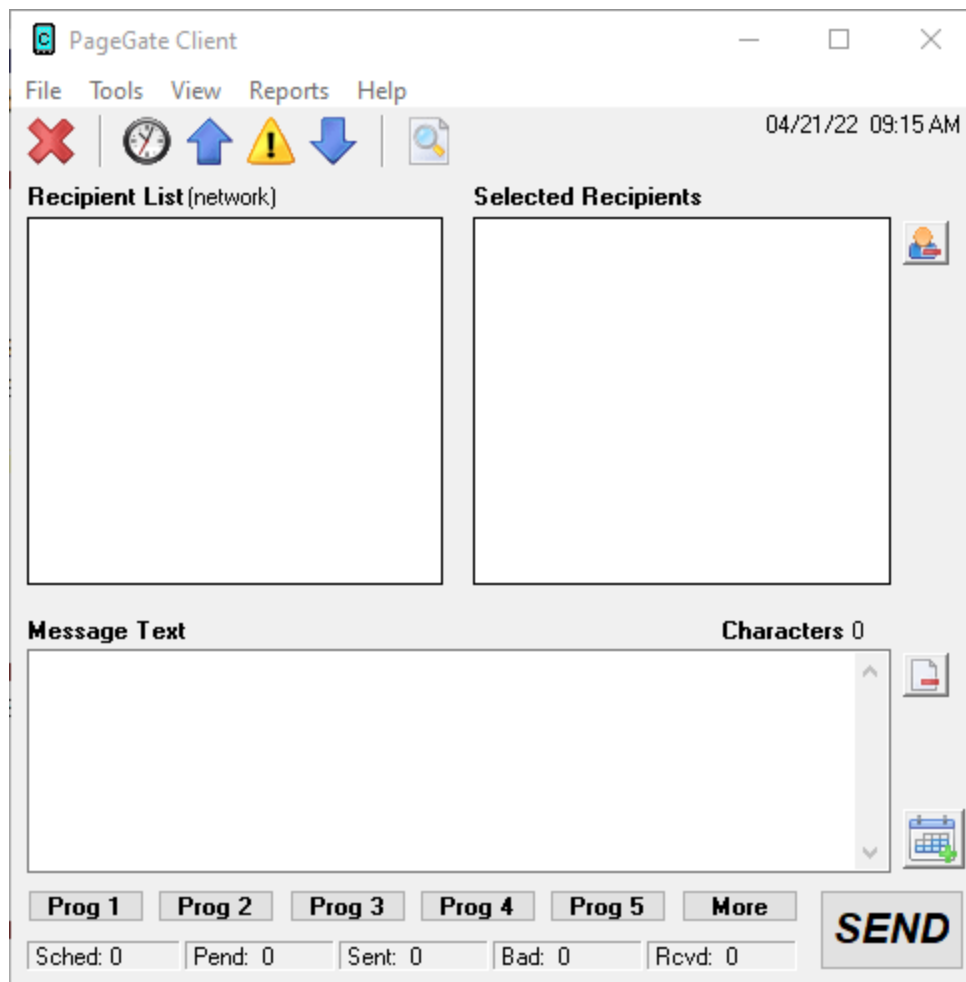 C PageGate Client
File Tools View Reports Help
04/21/22 09:15 AM
Recipient List (network) Selected Recipients
Message Text Characters 0
Prog 1 Prog 2 Prog 3 Prog 4 Prog 5 More
SEND
Sched: 0 Pend: 0 Sent: 0 Bad: 0 Rcvd: 0